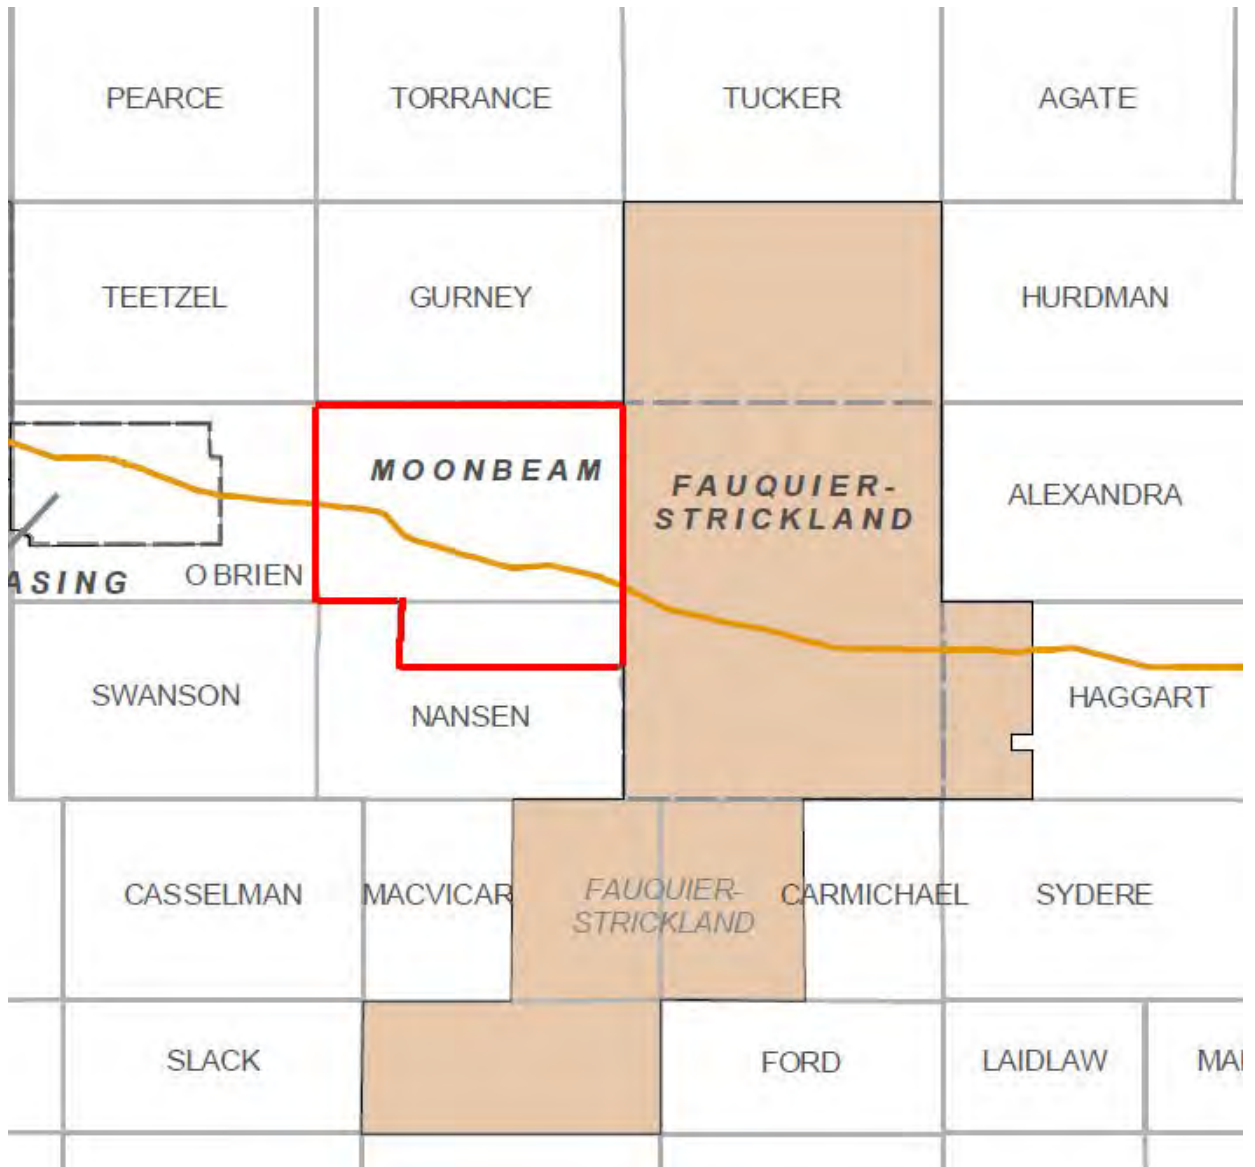 PEARCE
TORRANCE
TUCKER
AGATE
TEETZEL
GURNEY
HURDMAN
MOONBEAM
FAUQUIER-
STRICKLAND
ALEXANDRA
ASING
O BRIEN
SWANSON
NANSEN
HAGGART
CASSELMAN
MACVICAR
FAUQUIER-
STRICKLAND
CARMICHAEL
SYDERE
SLACK
FORD
LAIDLAW
MA